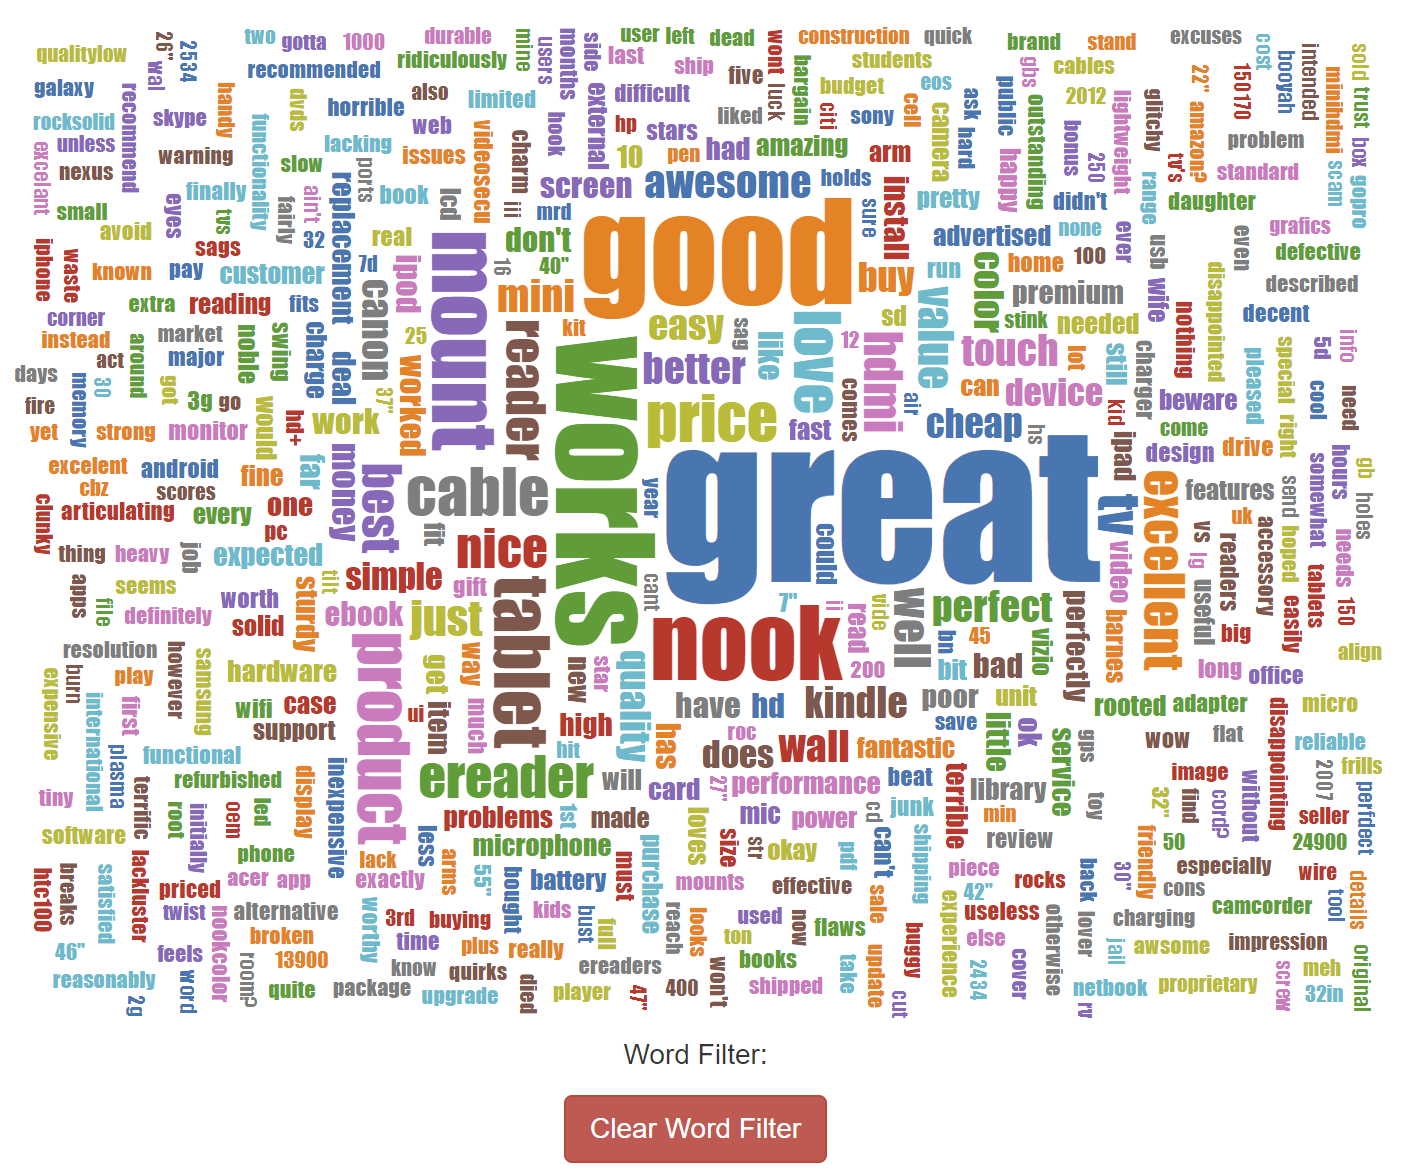 qualitylow 26" 2534 two gotta 1000 durable mine users months side user left dead wont construction quick brand stand excuses cost booyah intended sold
wal recommended ridiculously last ship five luck bargain students gbs cables 22" 150170 minihdmi trust
galaxy recommend handy dvds horrible also limited external difficult liked budget eos ask public outstanding 2012 lightweight glitchy amazon? box
rocksolid skype functionality web videosecu charm hook hp stars citi sony cell camera hard bonus problem scam gopro
excelant unless warning lacking issues 10 pen had amazing arm happy 250 tv's standard
nexus finally slow ports book lcd iii screen awesome holds install pretty didn't range daughter
small eyes tvs ain't fairly replacement mrd good sure none ever grafics
avoid sags 32 real mount don't advertised home 100 usb even defective
iphone waste known pay customer 7d ipod 16 40" buy run color premium wife disappointed described
extra reading fits canon mini value stink needed decent
corner instead market noble swing charge 25 reader kit works easy sag like love sd 12 hdmi touch lot still nothing info
days act around major deal worked better device charger pleased special 5d
fire memory 30 got 3g go would hdl+ work 37" price fast comes air can cheap hs kid beware right cool need
yet strong monitor great ipad come
excelent android fine far money best cable year tv design drive somewhat hours gb
cbz scores excellent features send holes
clunky articulating every one pc fit nice could uk
thing heavy job expected simple video vs lg readers accessory hoped needs
apps seems tilt gift tablet cant 7" ii read vide well perfect perfectly useful tablets 150
file definitely worth sturdy ebook just nook 200 bn 45 vizio barnes big easily
solid product bit bad
resolution however samsung hardware get way new star quality long office align
expensive burn play wifi case ui item much high have hd kindle poor unit rooted adapter micro
international first support hit has roc does wall fantastic save little ok service gps wow flat disappointing reliable
plasma functional inexpensive ereader will card 27" performance beat terrible library image 2007 frills
tiny terrific refurbished display problems 1st made mic power cd junk min toy 32" find cord? without seller perfdect
software root initially oem led less microphone loves size str okay shipping review friendly 50 24900
lackuster phone lack arms 55" must purchase pdf can't piece 30" especially wire
htc100 breaks satisfied priced acer app exactly bought battery mounts effective sale 42" rocks back cons tool details
twist nookcolor alternative worthy 3rd buying kids bust full reach looks used now flaws experience useless otherwise lover charging camcorder
46" feels broken time plus really ton buggy else jail awsome impression original
reasonably word room? 13900 know quirks ereaders won't books take update 2434 cover screw meh
2g quite package upgrade died player 47" 400 shipped cut netbook rv proprietary 32in
Word Filter:
Clear Word Filter